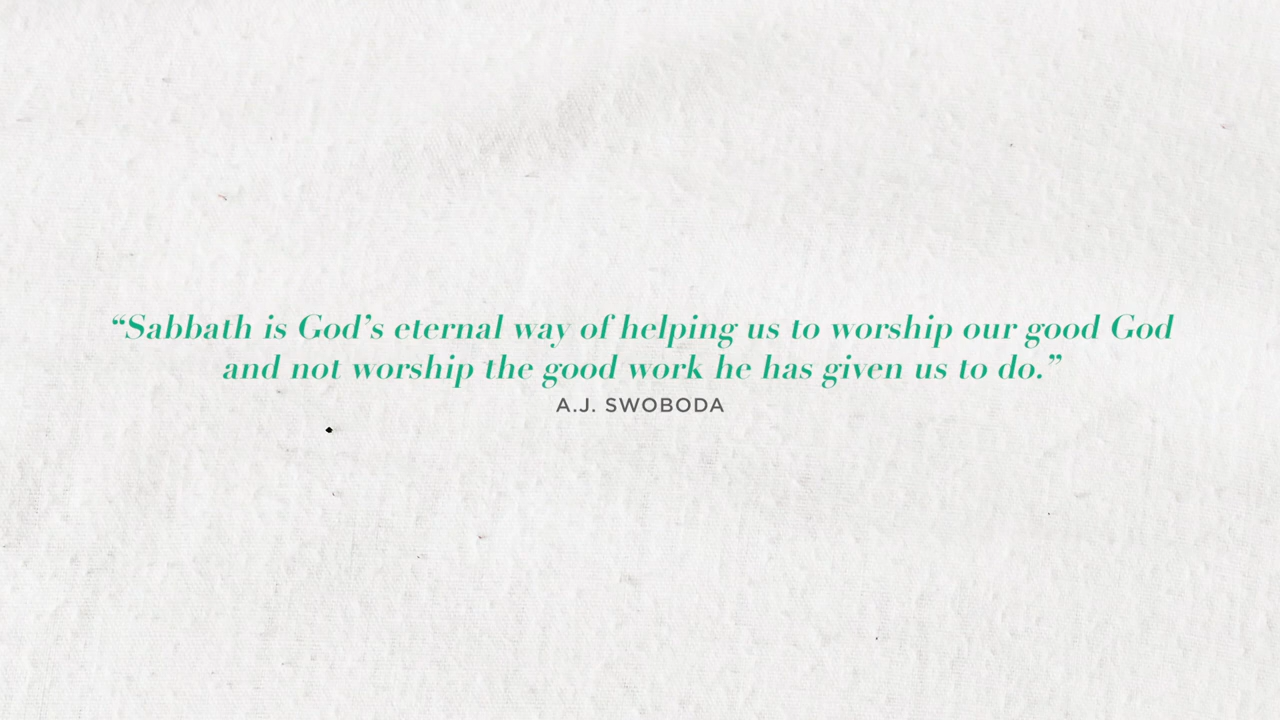 “Sabbath is God’s eternal way of helping us to worship our good God
and not worship the good work he has given us to do.”
A.J. SWOBODA